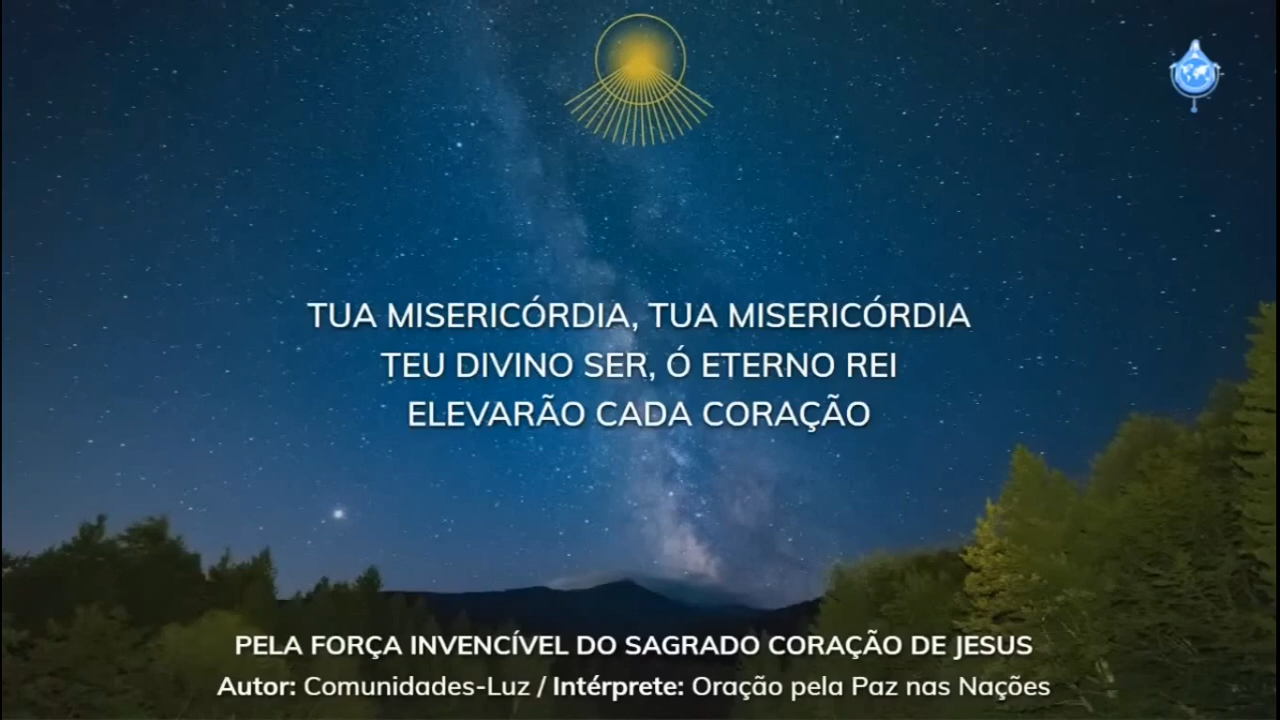 TUA MISERICÓRDIA, TUA MISERICÓRDIA
TEU DIVINO SER, Ó ETERNO REI
ELEVARÃO CADA CORAÇÃO
PELA FORÇA INVENCÍVEL DO SAGRADO CORAÇÃO DE JESUS
Autor: Comunidades-Luz / Intérprete: Oração pela Paz nas Nações